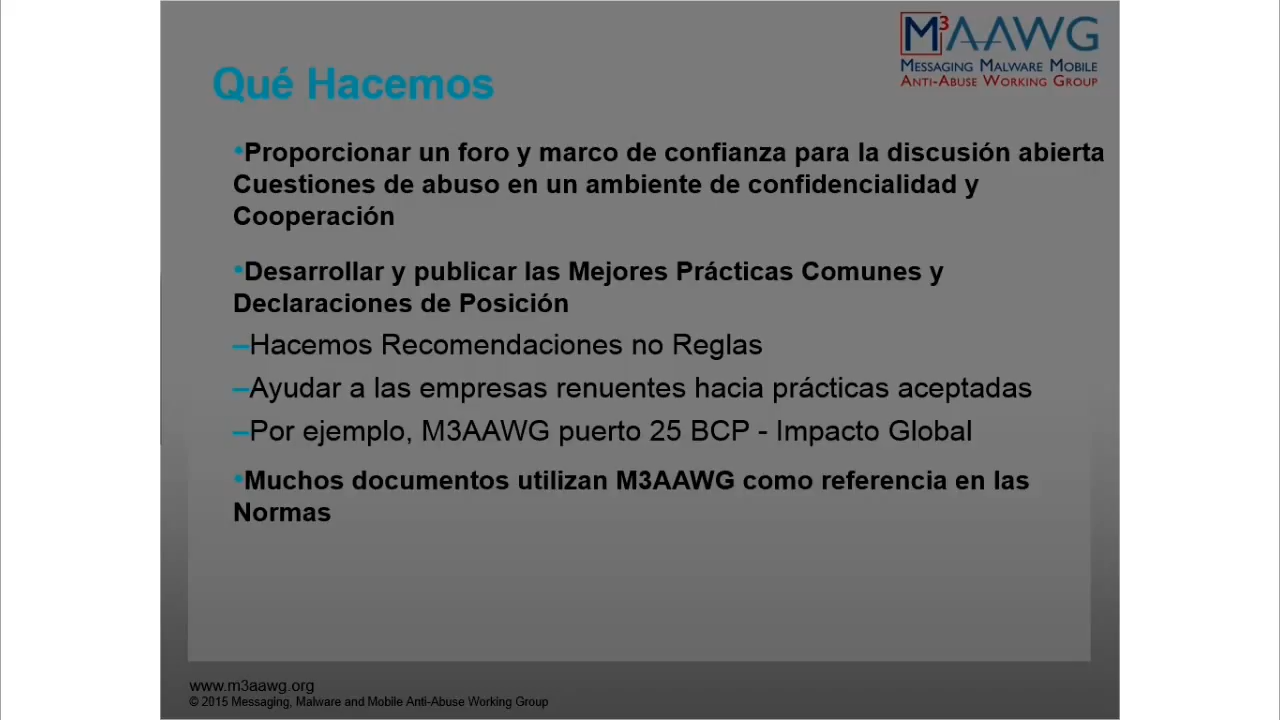 M3AAWG
MESSAGING MALWARE MOBILE
ANTI-ABUSE WORKING GROUP
Qué Hacemos
•Proporcionar un foro y marco de confianza para la discusión abierta
Cuestiones de abuso en un ambiente de confidencialidad y
Cooperación
•Desarrollar y publicar las Mejores Prácticas Comunes y
Declaraciones de Posición
–Hacemos Recomendaciones no Reglas
–Ayudar a las empresas renuentes hacia prácticas aceptadas
–Por ejemplo, M3AAWG puerto 25 BCP - Impacto Global
•Muchos documentos utilizan M3AAWG como referencia en las
Normas
www.m3aawg.org
© 2015 Messaging, Malware and Mobile Anti-Abuse Working Group